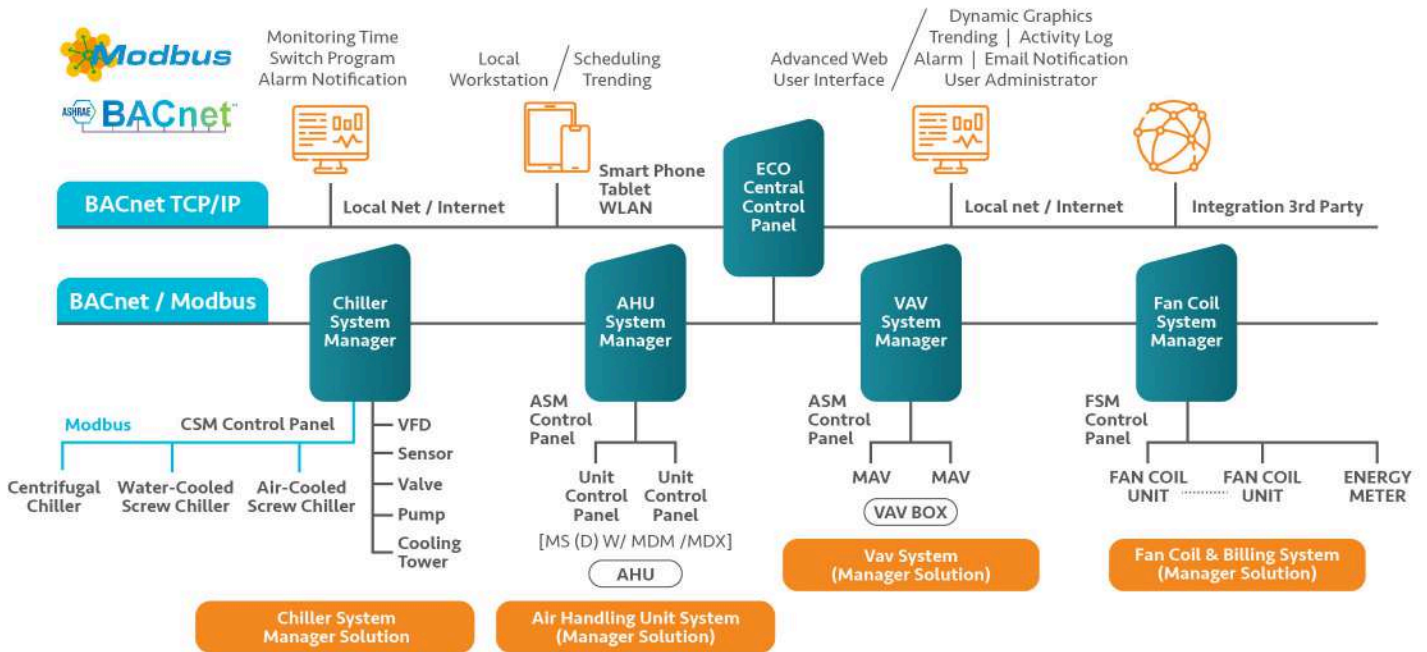 Modbus
ASHRAE BACnet™
Monitoring Time
Switch Program
Alarm Notification
Local
Workstation
Scheduling
Trending
Advanced Web
User Interface
Dynamic Graphics
Trending | Activity Log
Alarm | Email Notification
User Administrator
Smart Phone
Tablet
WLAN
ECO
Central
Control
Panel
BACnet TCP/IP
Local Net / Internet
Local net / Internet
Integration 3rd Party
BACnet / Modbus
Chiller
System
Manager
AHU
System
Manager
VAV
System
Manager
Fan Coil
System
Manager
Modbus
CSM Control Panel
Centrifugal
Chiller
Water-Cooled
Screw Chiller
Air-Cooled
Screw Chiller
VFD
Sensor
Valve
Pump
Cooling
Tower
Chiller System
Manager Solution
ASM
Control
Panel
Unit
Control
Panel
Unit
Control
Panel
[MS (D) W/ MDM /MDX]
AHU
Air Handling Unit System
(Manager Solution)
ASM
Control
Panel
MAV
MAV
VAV BOX
Vav System
(Manager Solution)
FSM
Control
Panel
FAN COIL
UNIT
FAN COIL
UNIT
ENERGY
METER
Fan Coil & Billing System
(Manager Solution)